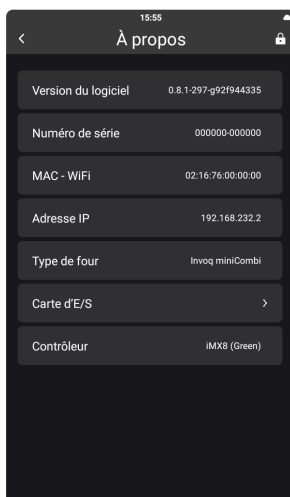 15:55
À propos
Version du logiciel 0.8.1-297-g92f944335
Numéro de série 000000-000000
MAC - WiFi 02:16:76:00:00:00
Adresse IP 192.168.232.2
Type de four Invoq miniCombi
Carte d'E/S
Contrôleur iMX8 (Green)